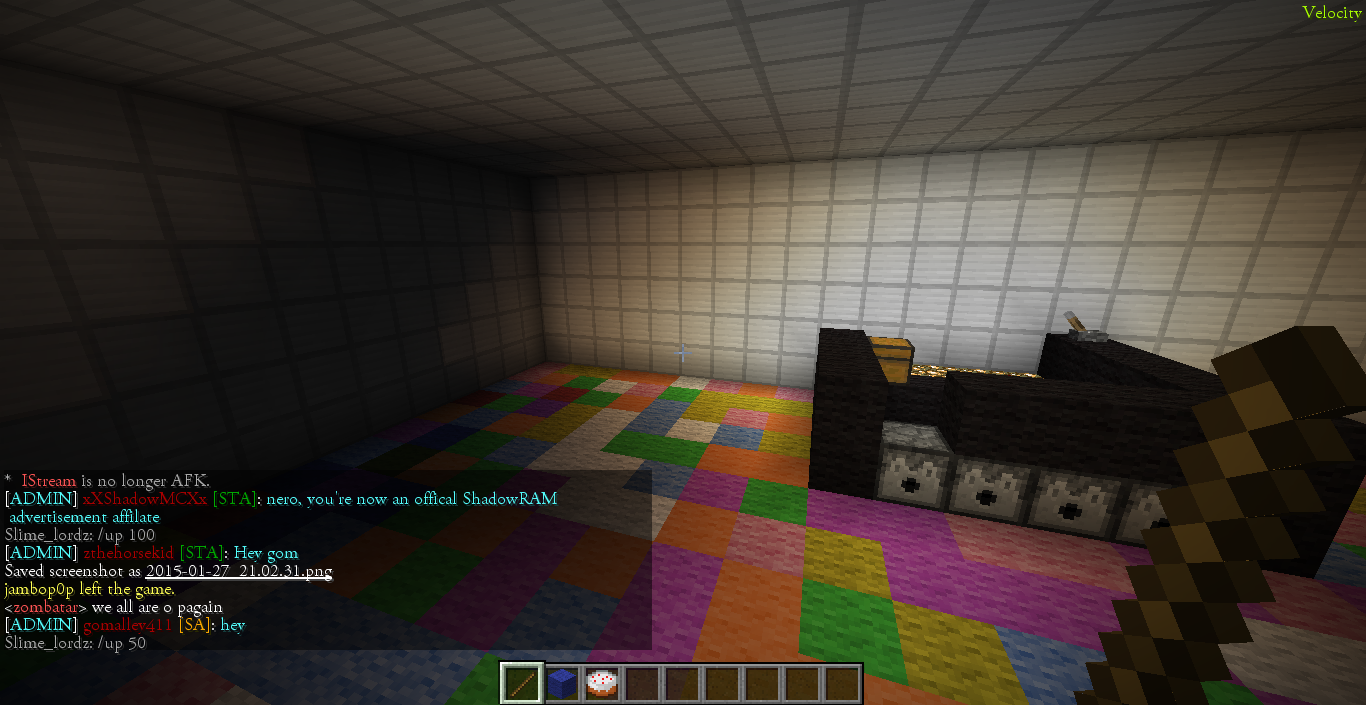 Velocity
* IStream is no longer AFK.
[ADMIN] xXShadowMCXx [STA]: nero, you're now an offical ShadowRAM
advertisement affilate
Slime_lordz: /up 100
[ADMIN] zthehorsekid [STA]: Hey gom
Saved screenshot as 2015-01-27_21.02.31.png
jambop0p left the game.
<zombatar> we all are o pagain
[ADMIN] gomalley411 [SA]: hey
Slime_lordz: /up 50